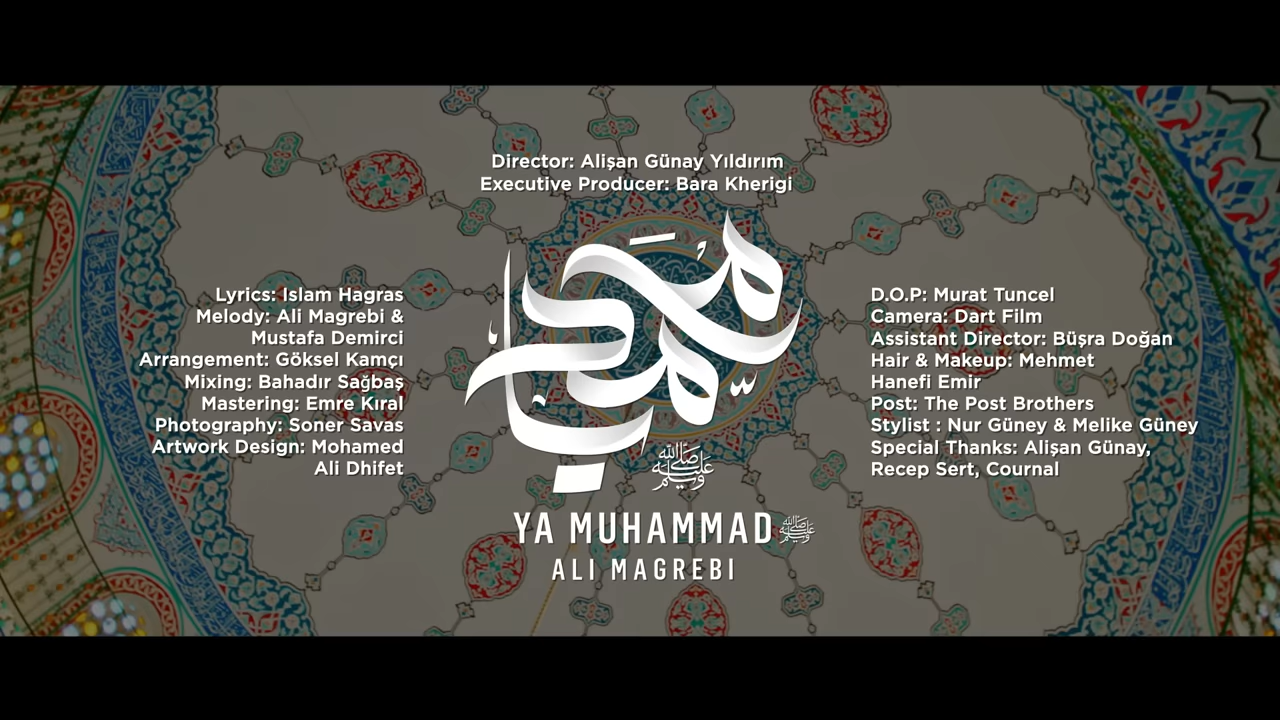 Director: Alişan Günay Yıldırım
Executive Producer: Bara Kherigi
Lyrics: Islam Hagras
Melody: Ali Magrebi &
Mustafa Demirci
Arrangement: Göksel Kamçı
Mixing: Bahadır Sağbaş
Mastering: Emre Kıral
Photography: Soner Savas
Artwork Design: Mohamed
Ali Dhifet
يا محمد
صلى الله عليه وسلم
D.O.P: Murat Tuncel
Camera: Dart Film
Assistant Director: Büşra Doğan
Hair & Makeup: Mehmet
Hanefi Emir
Post: The Post Brothers
Stylist : Nur Güney & Melike Güney
Special Thanks: Alişan Günay,
Recep Sert, Cournal
YA MUHAMMAD ﷺ
ALI MAGREBI